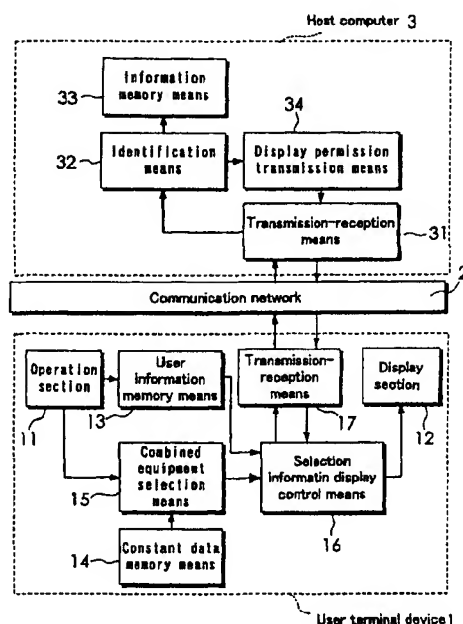 Host computer 3
Information
memory means
33
34
32
Identification
means
Display permission
transmission means
Transmission-reception
means
31
2
Communication network
Operation
section
11
User
information
memory means
13
Transmission-
reception
means
17
Display
section
12
15
Combined
equipment
selection
means
Selection
informatin display
control means
16
14
Constant data
memory means
User terminal device 1